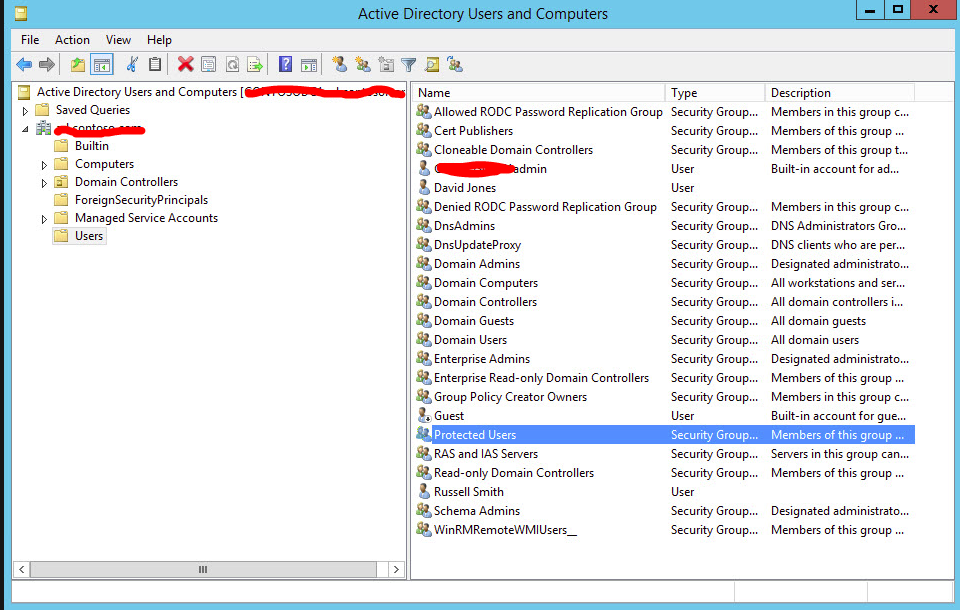 Active Directory Users and Computers
File Action View Help
Active Directory Users and Computers [
Saved Queries
Builtin
Computers
Domain Controllers
ForeignSecurityPrincipals
Managed Service Accounts
Users
Name Type Description
Allowed RODC Password Replication Group Security Group... Members in this group c...
Cert Publishers Security Group... Members of this group...
Cloneable Domain Controllers Security Group... Members of this group t...
admin User Built-in account for ad...
David Jones User
Denied RODC Password Replication Group Security Group... Members in this group c...
DnsAdmins Security Group... DNS Administrators Gro...
DnsUpdateProxy Security Group... DNS clients who are per...
Domain Admins Security Group... Designated administrato...
Domain Computers Security Group... All workstations and ser...
Domain Controllers Security Group... All domain controllers i...
Domain Guests Security Group... All domain guests
Domain Users Security Group... All domain users
Enterprise Admins Security Group... Designated administrato...
Enterprise Read-only Domain Controllers Security Group... Members of this group ...
Group Policy Creator Owners Security Group... Members in this group c...
Guest User Built-in account for gue...
Protected Users Security Group... Members of this group ...
RAS and IAS Servers Security Group... Servers in this group can...
Read-only Domain Controllers Security Group... Members of this group ...
Russell Smith User
Schema Admins Security Group... Designated administrato...
WinRMRemoteWMIUsers__ Security Group... Members of this group ...